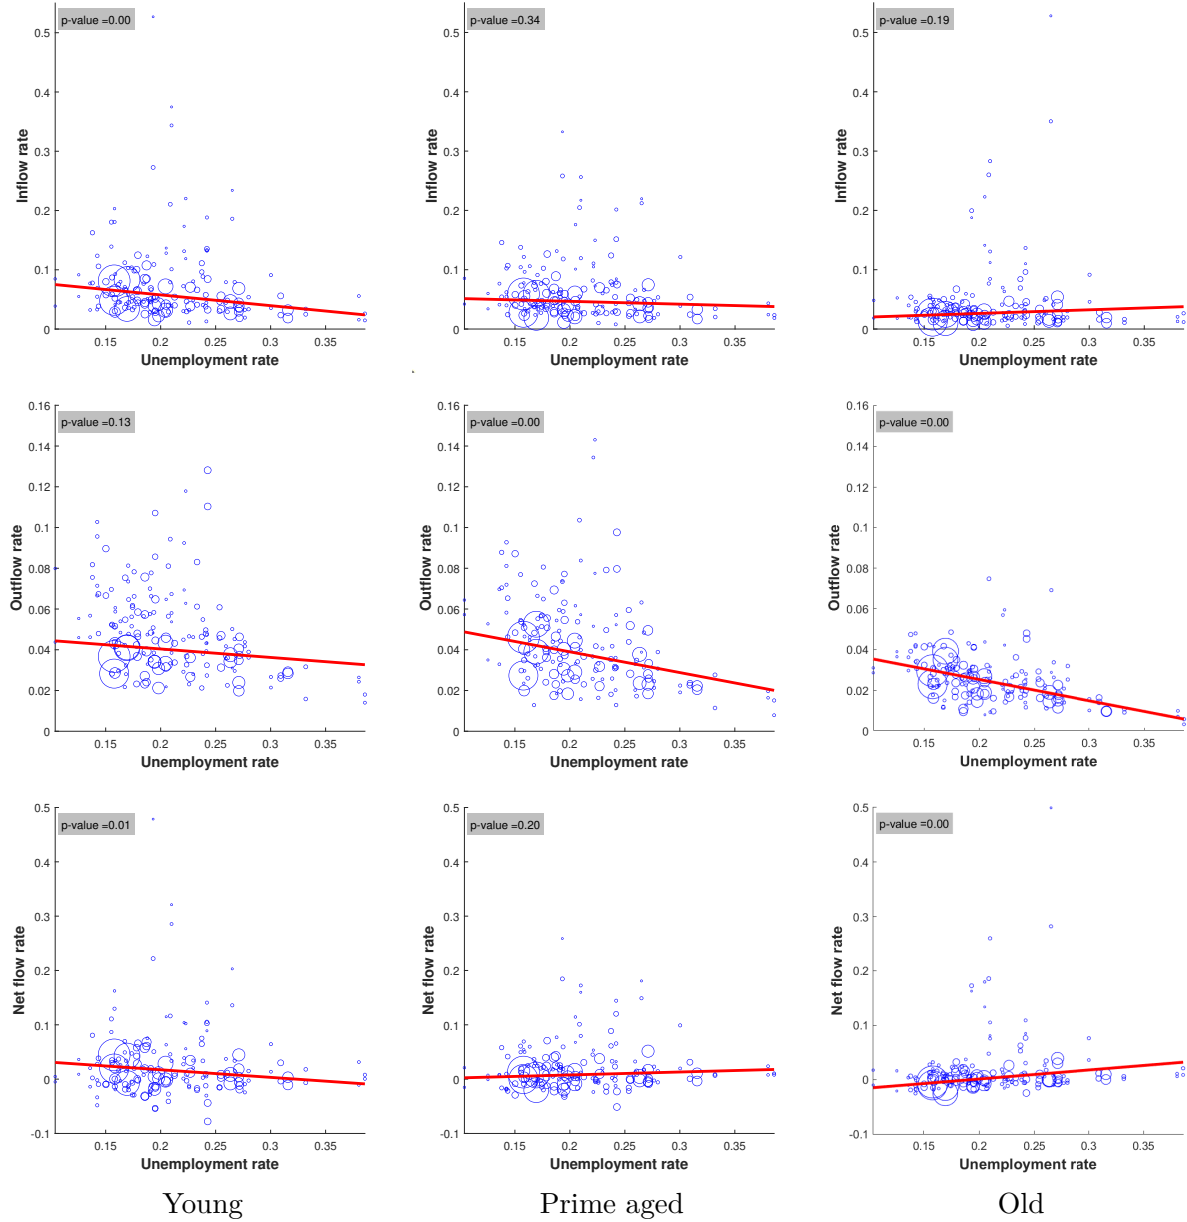 p-value =0.00
0.5
0.4
0.3
0.2
0.1
0
Inflow rate
0.15 0.2 0.25 0.3 0.35
Unemployment rate
p-value =0.34
0.5
0.4
0.3
0.2
0.1
0
Inflow rate
0.15 0.2 0.25 0.3 0.35
Unemployment rate
p-value =0.19
0.5
0.4
0.3
0.2
0.1
0
Inflow rate
0.15 0.2 0.25 0.3 0.35
Unemployment rate
p-value =0.13
0.16
0.14
0.12
0.1
0.08
0.06
0.04
0.02
0
Outflow rate
0.15 0.2 0.25 0.3 0.35
Unemployment rate
p-value =0.00
0.16
0.14
0.12
0.1
0.08
0.06
0.04
0.02
0
Outflow rate
0.15 0.2 0.25 0.3 0.35
Unemployment rate
p-value =0.00
0.16
0.14
0.12
0.1
0.08
0.06
0.04
0.02
0
Outflow rate
0.15 0.2 0.25 0.3 0.35
Unemployment rate
p-value =0.01
0.5
0.4
0.3
0.2
0.1
0
-0.1
Net flow rate
0.15 0.2 0.25 0.3 0.35
Unemployment rate
p-value =0.20
0.5
0.4
0.3
0.2
0.1
0
-0.1
Net flow rate
0.15 0.2 0.25 0.3 0.35
Unemployment rate
p-value =0.00
0.5
0.4
0.3
0.2
0.1
0
-0.1
Net flow rate
0.15 0.2 0.25 0.3 0.35
Unemployment rate
Young
Prime aged
Old